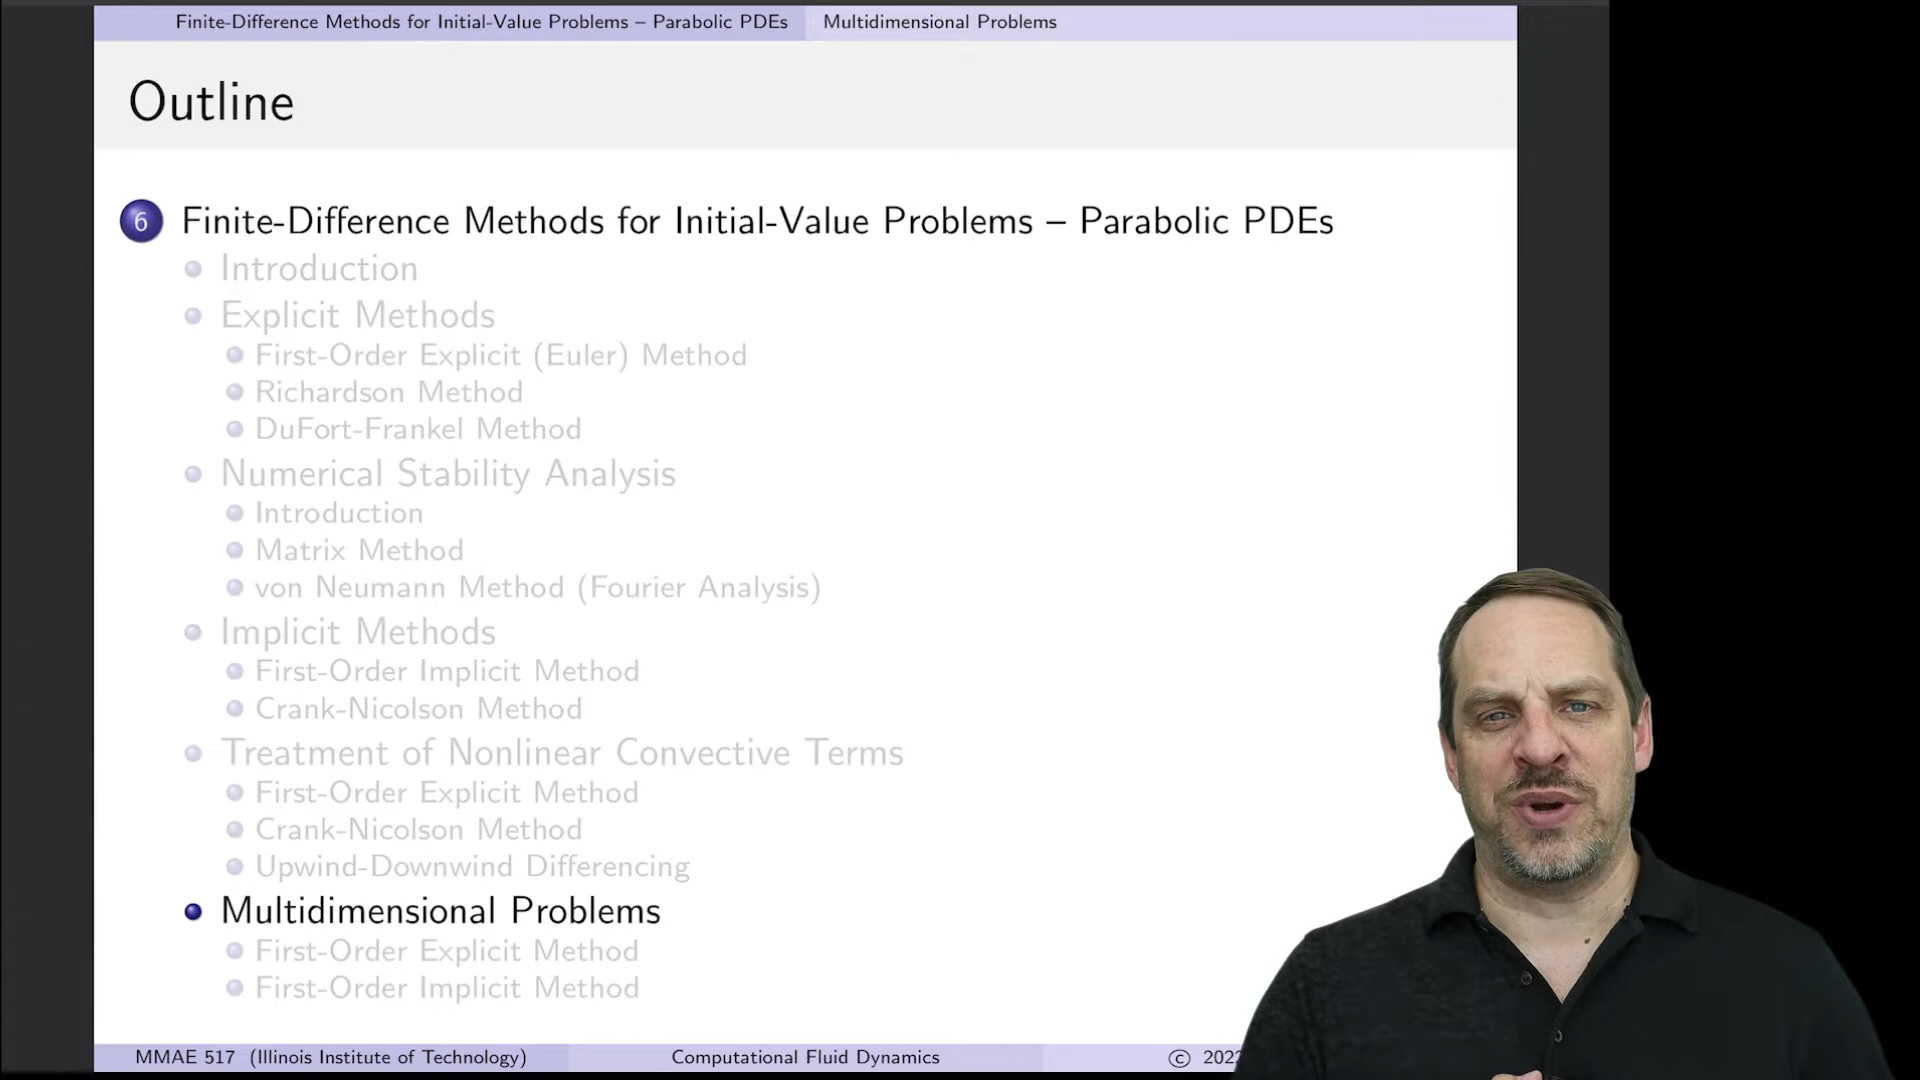 Finite-Difference Methods for Initial-Value Problems – Parabolic PDEs Multidimensional Problems
Outline
6 Finite-Difference Methods for Initial-Value Problems – Parabolic PDEs
Introduction
Explicit Methods
First-Order Explicit (Euler) Method
Richardson Method
DuFort-Frankel Method
Numerical Stability Analysis
Introduction
Matrix Method
von Neumann Method (Fourier Analysis)
Implicit Methods
First-Order Implicit Method
Crank-Nicolson Method
Treatment of Nonlinear Convective Terms
First-Order Explicit Method
Crank-Nicolson Method
Upwind-Downwind Differencing
Multidimensional Problems
First-Order Explicit Method
First-Order Implicit Method
MMAE 517 (Illinois Institute of Technology) Computational Fluid Dynamics ©